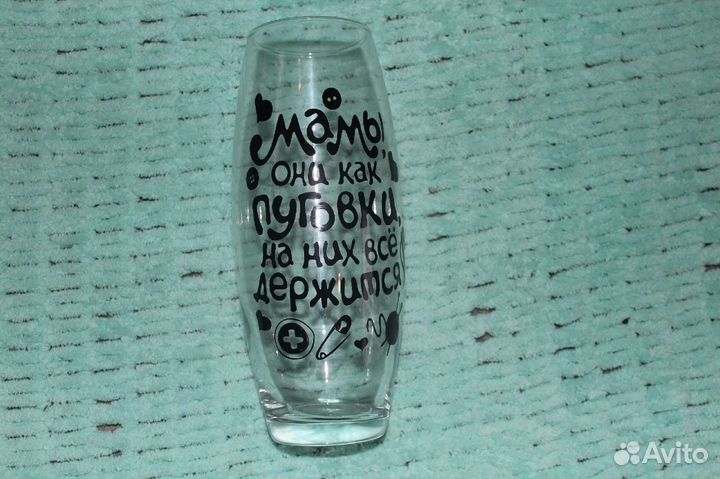 Мамы,
они как
пуговки,
на них всё
держится
Avito